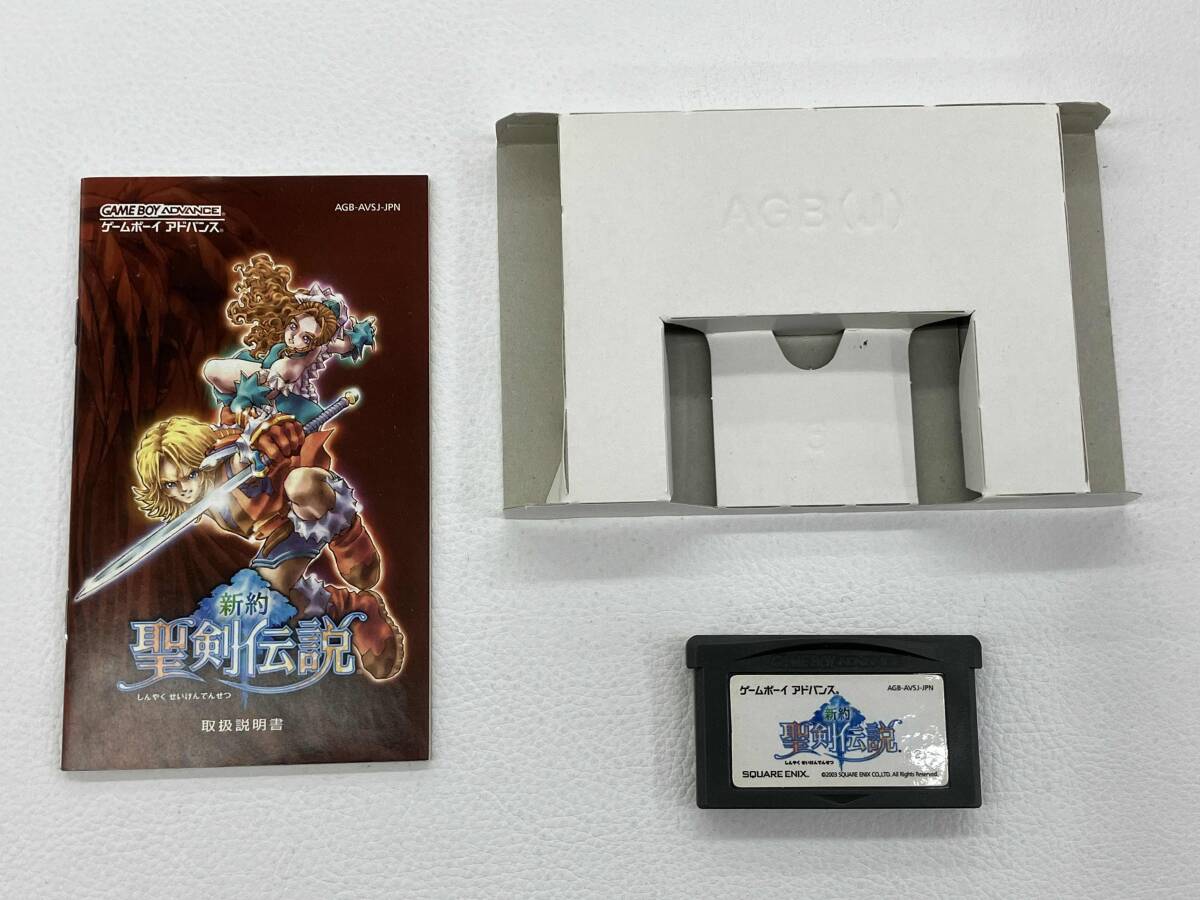 GAME BOY ADVANCE
ゲームボーイ アドバンス
AGB-AVSJ-JPN
新約
聖剣伝説
しんやく せいけんでんせつ
取扱説明書
AGB(J)
GAME BOY ADVANCE
ゲームボーイ アドバンス
AGB-AVSJ-JPN
新約
聖剣伝説
しんやく せいけんでんせつ
SQUARE ENIX
©2003 SQUARE ENIX CO.,LTD. All Rights Reserved.